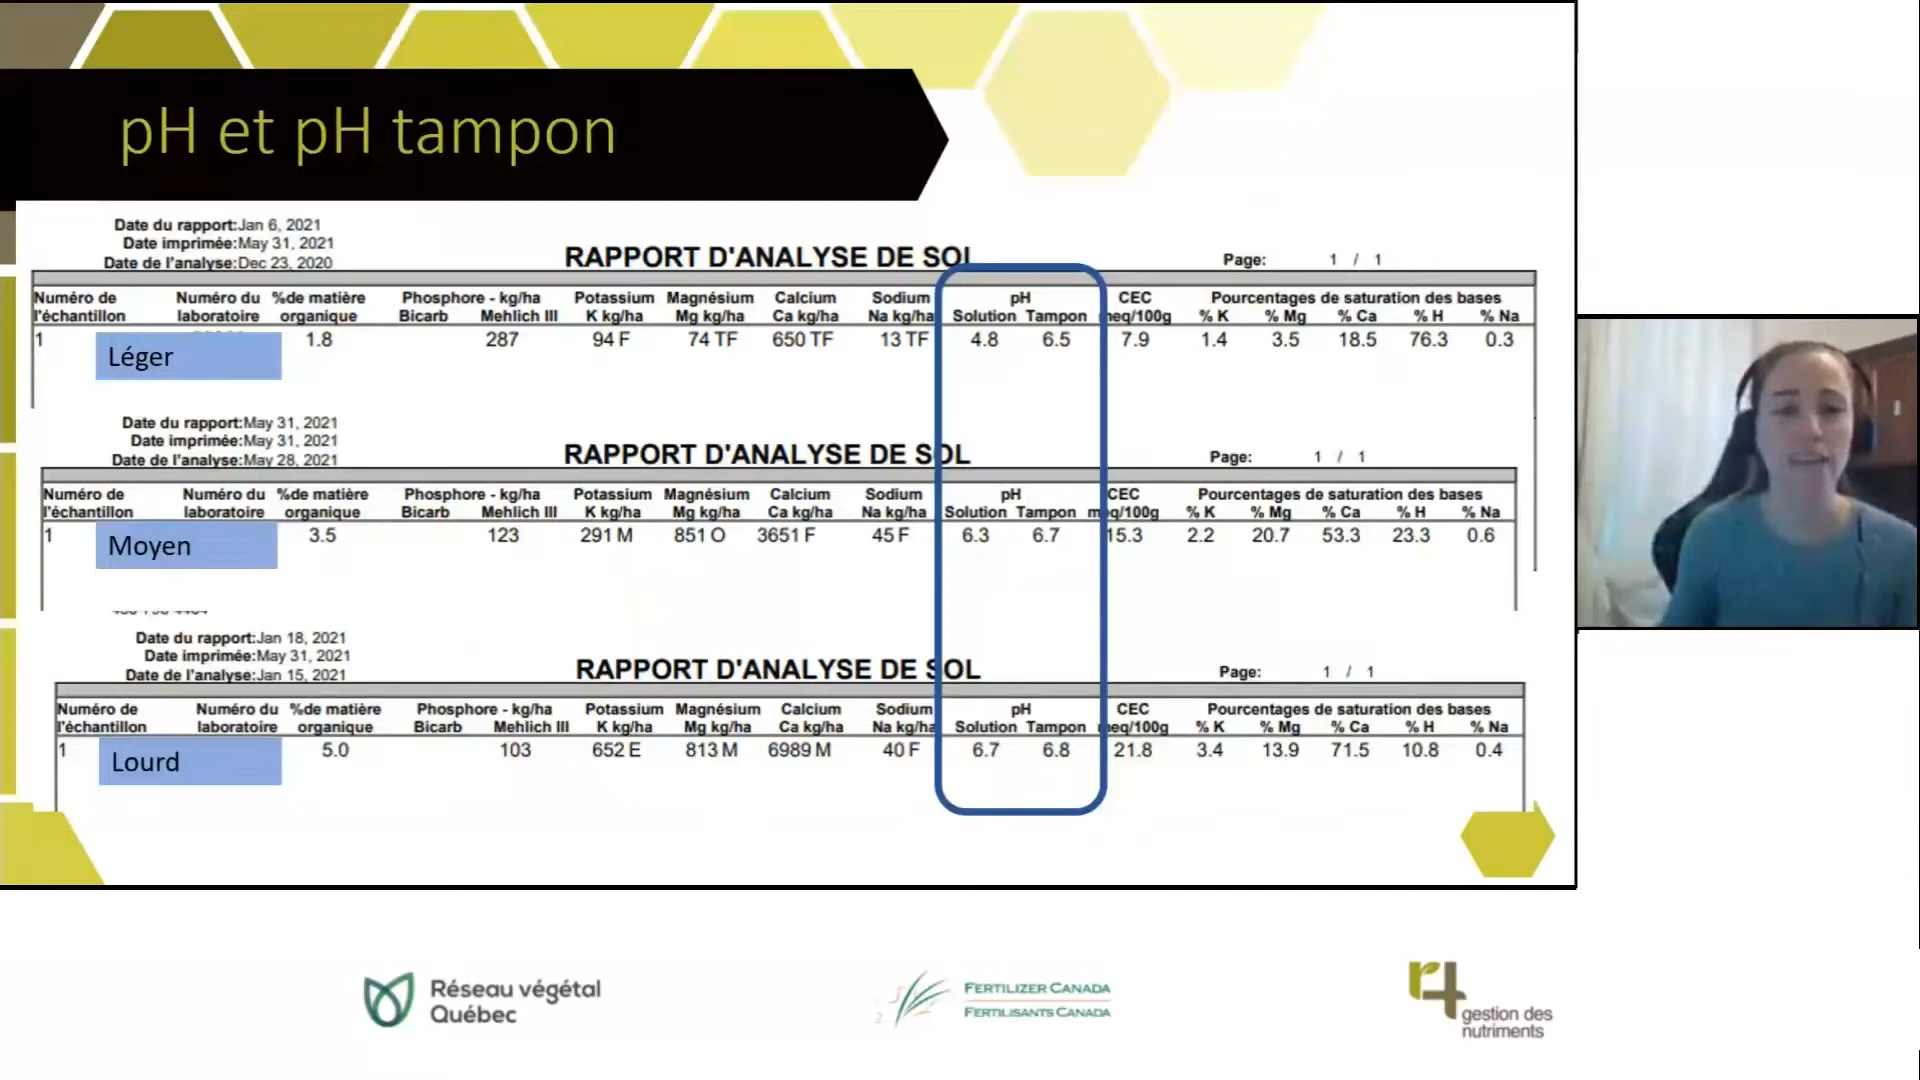 pH et pH tampon
Date du rapport:Jan 6, 2021
Date imprimée:May 31, 2021
Date de l'analyse:Dec 23, 2020
RAPPORT D'ANALYSE DE SOL
Page: 1 / 1
Numéro de Numéro du %de matière Phosphore - kg/ha Potassium Magnésium Calcium Sodium pH CEC Pourcentages de saturation des bases
l'échantillon laboratoire organique Bicarb Mehlich III K kg/ha Mg kg/ha Ca kg/ha Na kg/ha Solution Tampon meq/100g % K % Mg % Ca % H % Na
1 Léger 1.8 287 94 F 74 TF 650 TF 13 TF 4.8 6.5 7.9 1.4 3.5 18.5 76.3 0.3
Date du rapport:May 31, 2021
Date imprimée:May 31, 2021
Date de l'analyse:May 28, 2021
RAPPORT D'ANALYSE DE SOL
Page: 1 / 1
Numéro de Numéro du %de matière Phosphore - kg/ha Potassium Magnésium Calcium Sodium pH CEC Pourcentages de saturation des bases
l'échantillon laboratoire organique Bicarb Mehlich III K kg/ha Mg kg/ha Ca kg/ha Na kg/ha Solution Tampon meq/100g % K % Mg % Ca % H % Na
1 Moyen 3.5 123 291 M 851 O 3651 F 45 F 6.3 6.7 15.3 2.2 20.7 53.3 23.3 0.6
Date du rapport:Jan 18, 2021
Date imprimée:May 31, 2021
Date de l'analyse:Jan 15, 2021
RAPPORT D'ANALYSE DE SOL
Page: 1 / 1
Numéro de Numéro du %de matière Phosphore - kg/ha Potassium Magnésium Calcium Sodium pH CEC Pourcentages de saturation des bases
l'échantillon laboratoire organique Bicarb Mehlich III K kg/ha Mg kg/ha Ca kg/ha Na kg/ha Solution Tampon meq/100g % K % Mg % Ca % H % Na
1 Lourd 5.0 103 652 E 813 M 6989 M 40 F 6.7 6.8 21.8 3.4 13.9 71.5 10.8 0.4
Réseau végétal
Québec
FERTILIZER CANADA
FERTILISANTS CANADA
r4
gestion des
nutriments